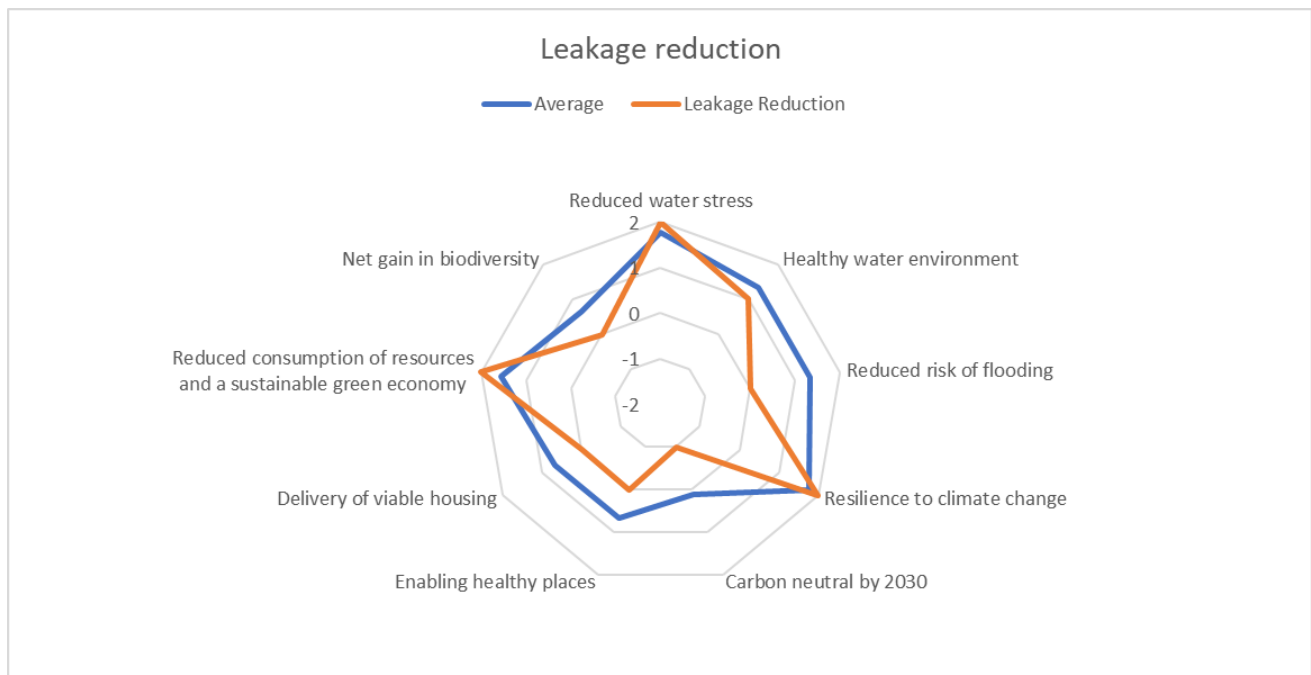 Leakage reduction
Average
Leakage Reduction
Reduced water stress
2
Net gain in biodiversity
Healthy water environment
1
0
Reduced consumption of resources
and a sustainable green economy
Reduced risk of flooding
-1
-2
Delivery of viable housing
Resilience to climate change
Enabling healthy places
Carbon neutral by 2030